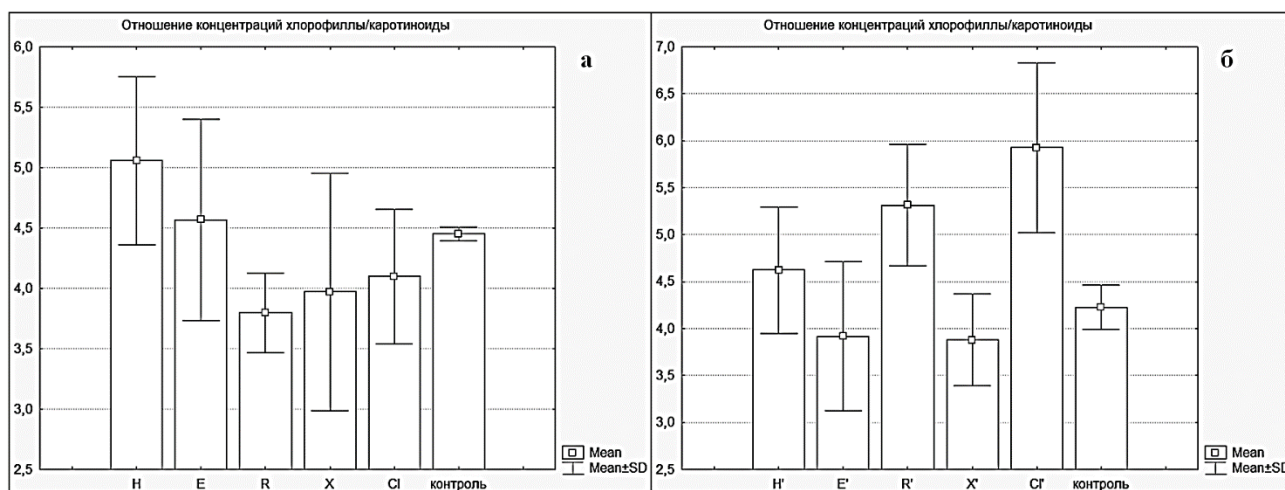 Отношение концентраций хлорофиллы/каротиноиды
а
6,0
5,5
5,0
4,5
4,0
3,5
3,0
2,5
H E R X Cl контроль
Mean
Mean±SD
Отношение концентраций хлорофиллы/каротиноиды
б
7,0
6,5
6,0
5,5
5,0
4,5
4,0
3,5
3,0
2,5
H' E' R' X' Cl' контроль
Mean
Mean±SD